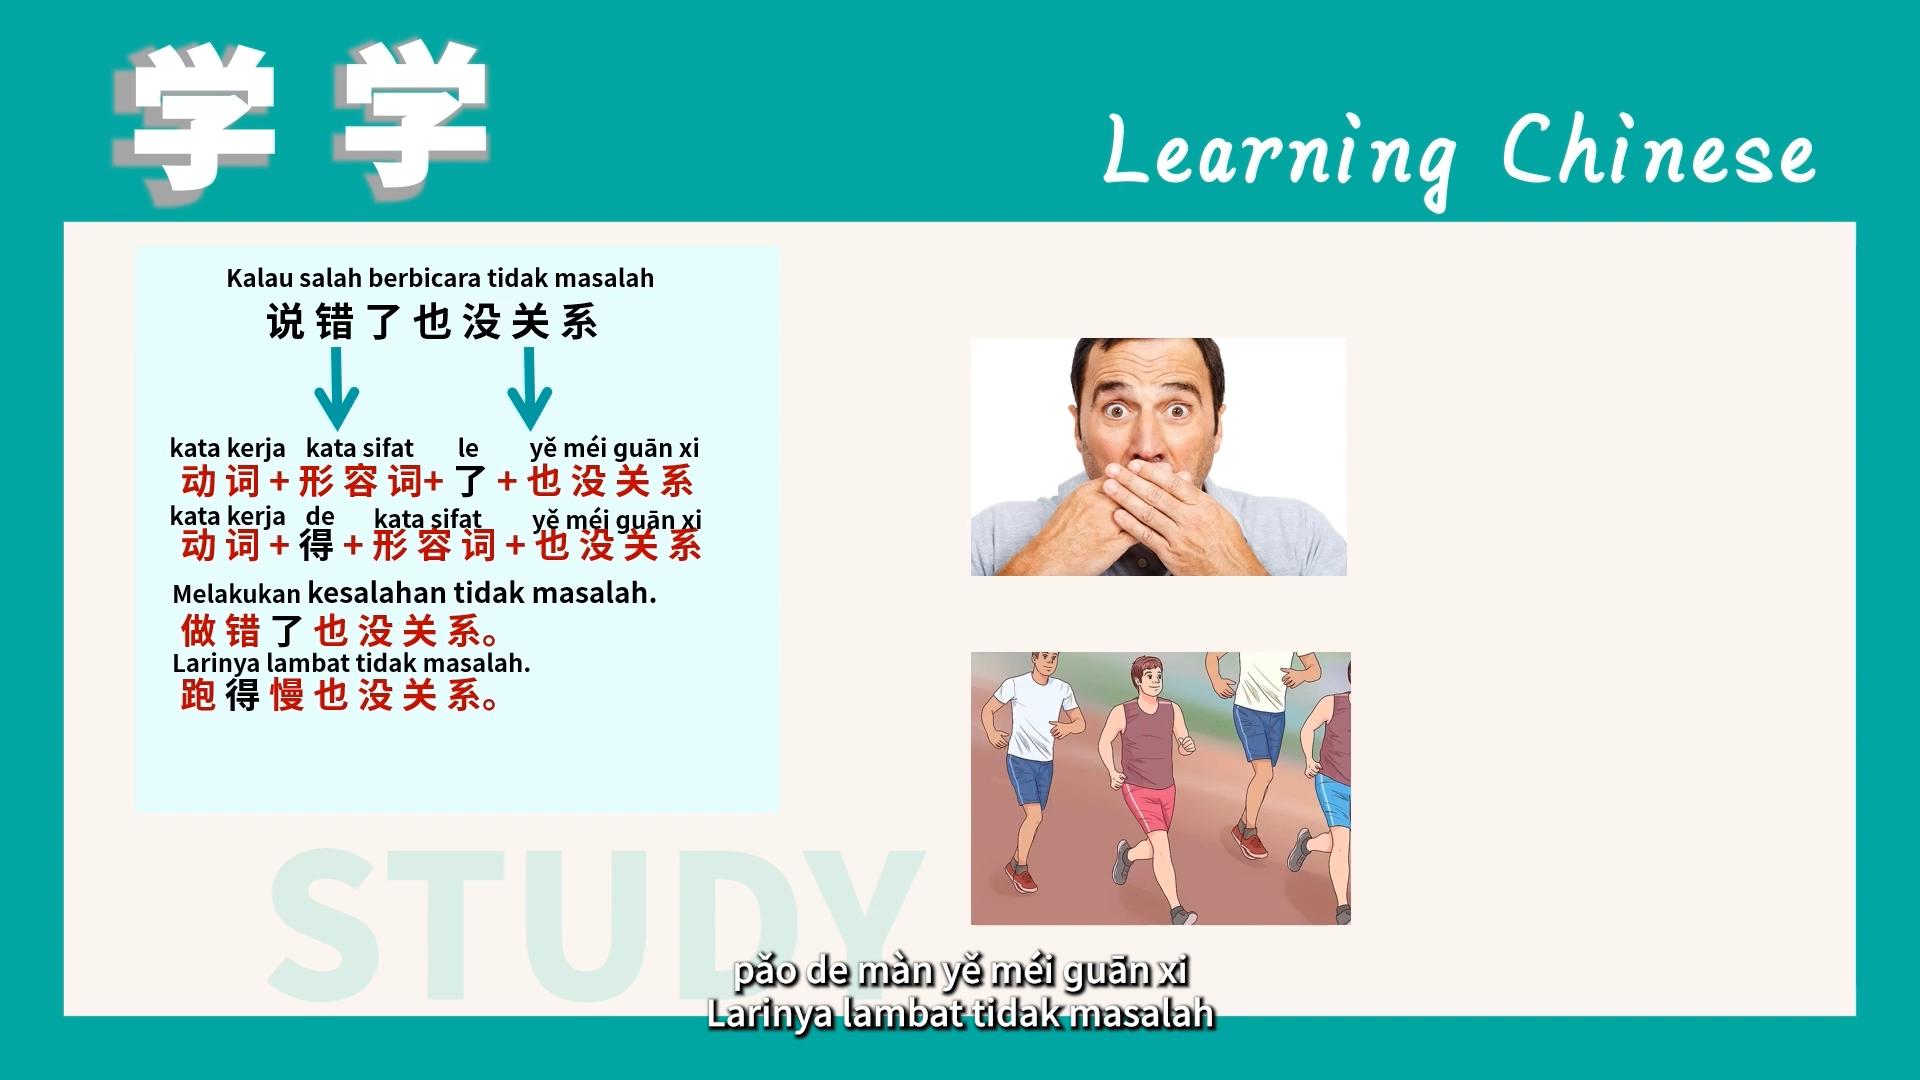 学学
Learning Chinese
Kalau salah berbicara tidak masalah
说错了也没关系
kata kerja kata sifat le yě méi guān xi
动词+形容词+了+也没关系
kata kerja de kata sifat yě méi guān xi
动词+得+形容词+也没关系
Melakukan kesalahan tidak masalah.
做错了也没关系。
Larinya lambat tidak masalah.
跑得慢也没关系。
STUDY
pǎo de màn yě méi guān xi
Larinya lambat tidak masalah